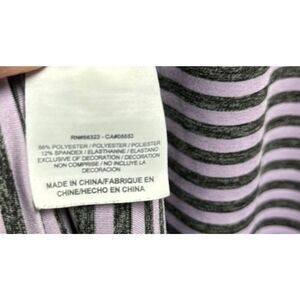 RN#56323 - CA#05553
88% POLYESTER / POLYESTER / POLIESTER
12% SPANDEX / ELASTHANNE / ELASTANO
EXCLUSIVE OF DECORATION / DECORATION
NON COMPRISE / NO INCLUYE LA
DECORACION
MADE IN CHINA/FABRIQUE EN
CHINE/HECHO EN CHINA